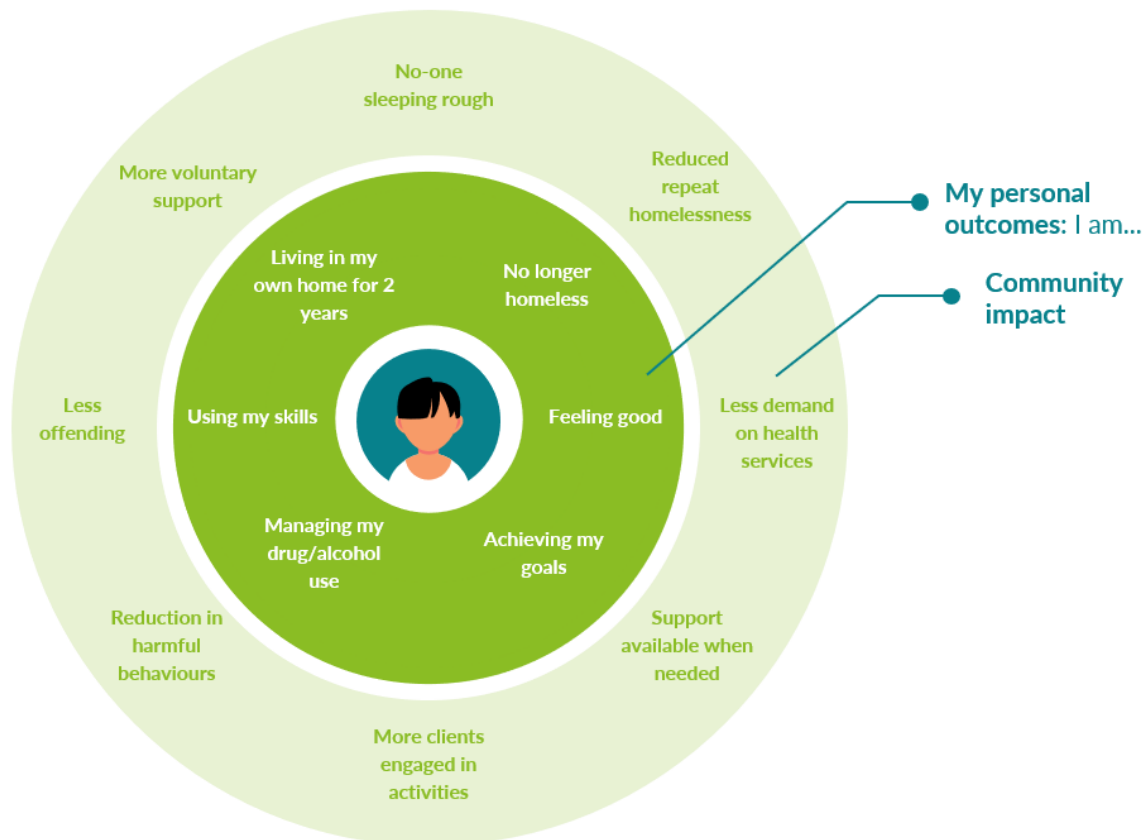 No-one
sleeping rough
More voluntary
support
Reduced
repeat
homelessness
My personal
outcomes: I am...
Living in my
own home for 2
years
No longer
homeless
Community
impact
Less
offending
Using my skills
Feeling good
Less demand
on health
services
Managing my
drug/alcohol
use
Achieving my
goals
Reduction in
harmful
behaviours
Support
available when
needed
More clients
engaged in
activities